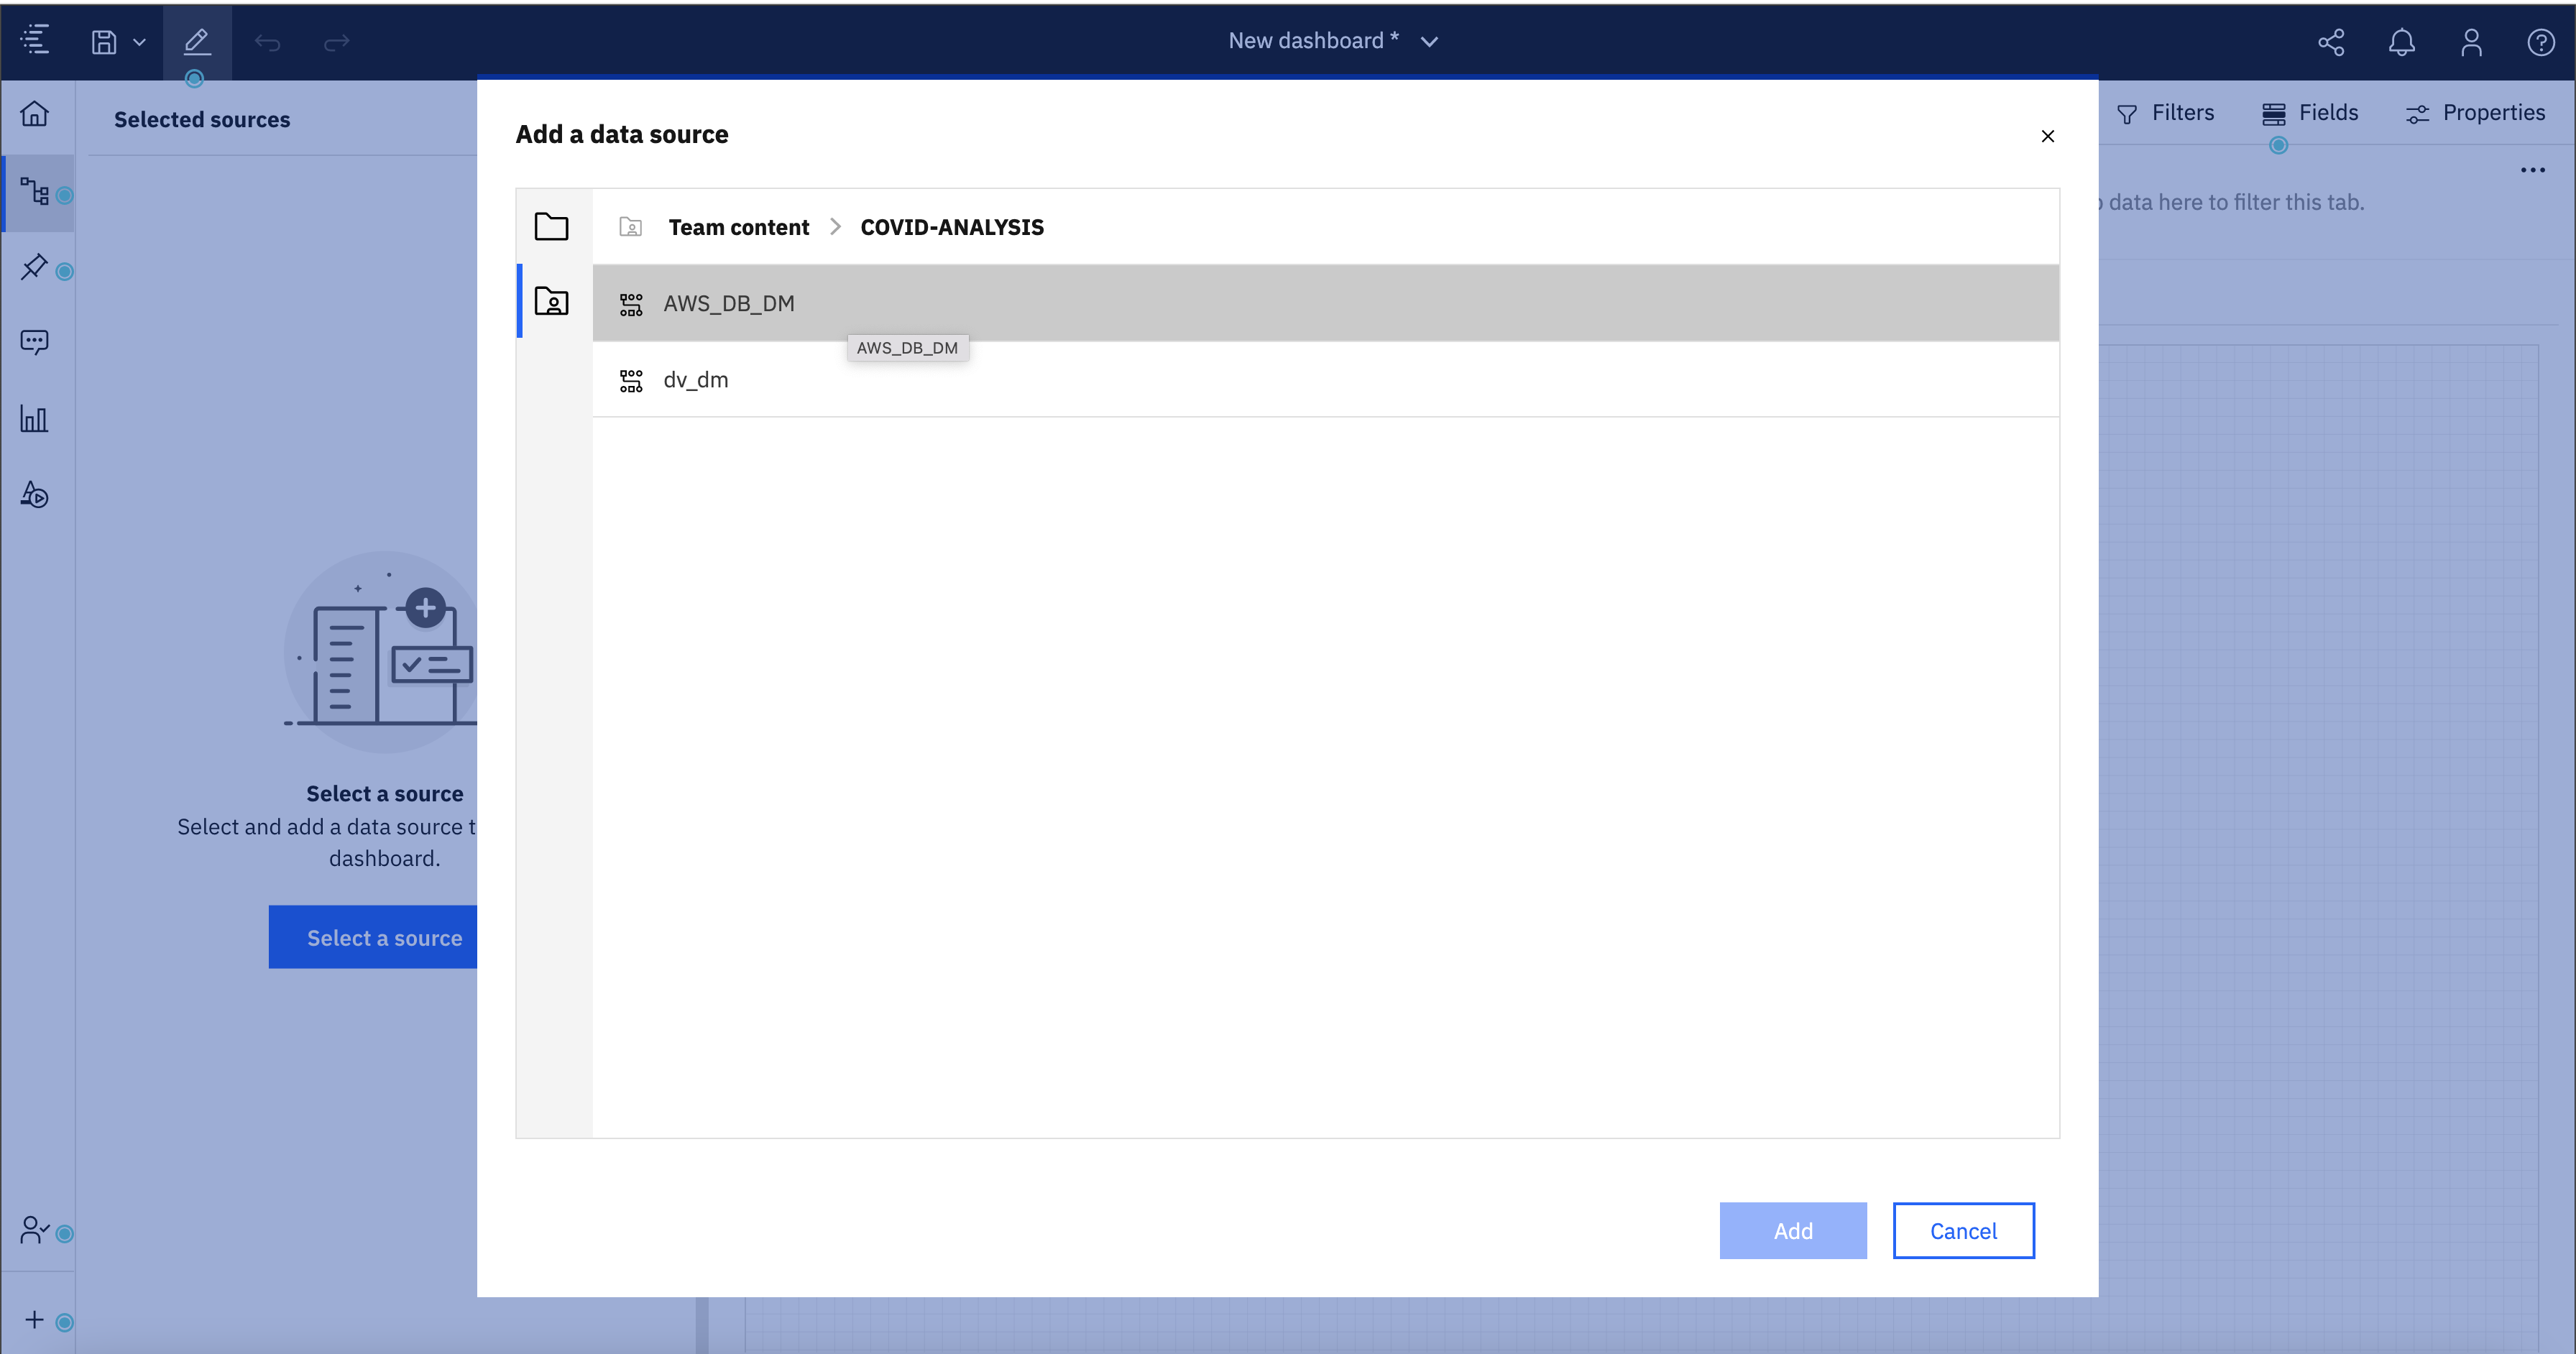 New dashboard *
Selected sources
Add a data source
Filters
Fields
Properties
data here to filter this tab.
Team content > COVID-ANALYSIS
AWS_DB_DM
AWS_DB_DM
dv_dm
Select a source
Select and add a data source t
dashboard.
Select a source
Add
Cancel